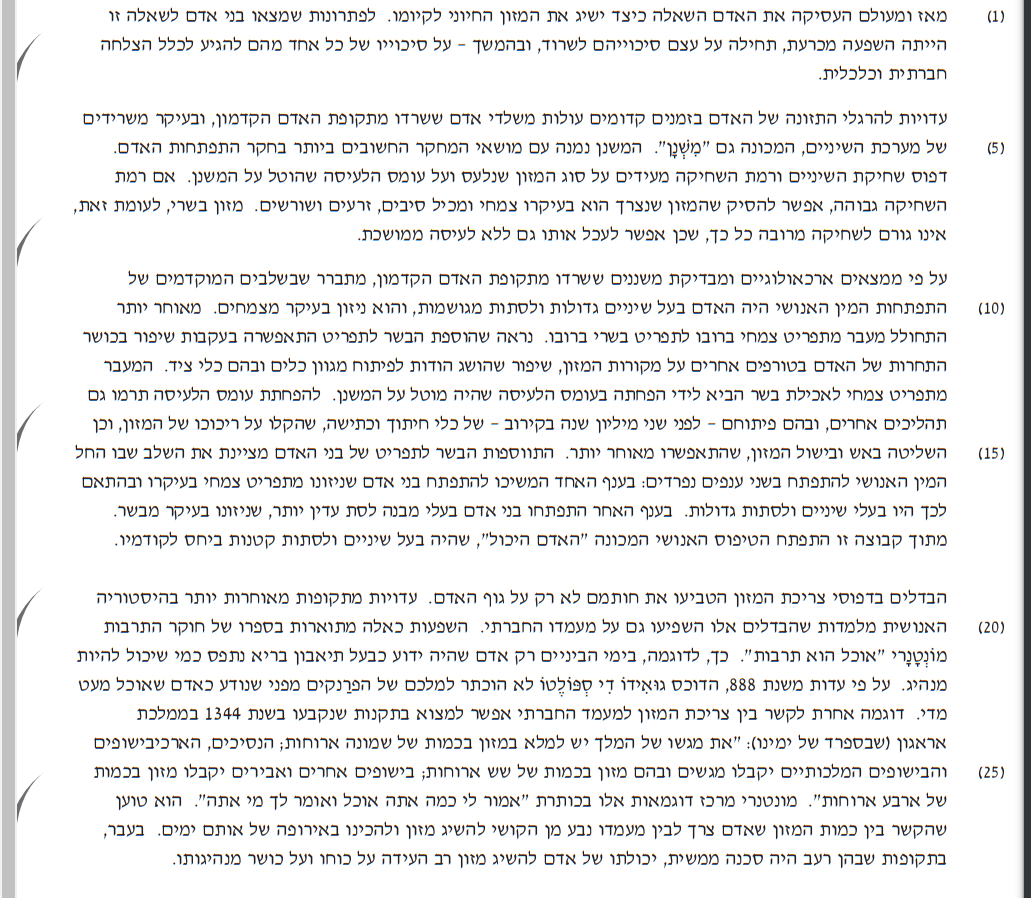 (1) מאז ומעולם העסיקה את האדם השאלה כיצד ישיג את המזון החיוני לקיומו. לפתרונות שמצאו בני אדם לשאלה זו
הייתה השפעה מכרעת, תחילה על עצם סיכוייהם לשרוד, ובהמשך – על סיכוייו של כל אחד מהם להגיע לכלל הצלחה
חברתית וכלכלית.
עדויות להרגלי התזונה של האדם בזמנים קדומים עולות משלדי אדם ששרדו מתקופת האדם הקדמון, ובעיקר משרידים
(5) של מערכת השיניים, המכונה גם "מִשְׁנָן". המשנן נמנה עם מושאי המחקר החשובים ביותר בחקר התפתחות האדם.
דפוס שחיקת השיניים ורמת השחיקה מעידים על סוג המזון שנלעס ועל עומס הלעיסה שהוטל על המשנן. אם רמת
השחיקה גבוהה, אפשר להסיק שהמזון שנצרך הוא בעיקרו צמחי ומכיל סיבים, זרעים ושורשים. מזון בשרי, לעומת זאת,
אינו גורם לשחיקה מרובה כל כך, שכן אפשר לעכל אותו גם ללא לעיסה ממושכת.
על פי ממצאים ארכאולוגיים ומבדיקת משננים ששרדו מתקופת האדם הקדמון, מתברר שבשלבים המוקדמים של
(10) התפתחות המין האנושי היה האדם בעל שיניים גדולות ולסתות מגושמות, והוא ניזון בעיקר מצמחים. מאוחר יותר
התחולל מעבר מתפריט צמחי ברובו לתפריט בשרי ברובו. נראה שהוספת הבשר לתפריט התאפשרה בעקבות שיפור בכושר
התחרות של האדם בטורפים אחרים על מקורות המזון, שיפור שהושג הודות לפיתוח מגוון כלים ובהם כלי ציד. המעבר
מתפריט צמחי לאכילת בשר הביא לידי הפחתה בעומס הלעיסה שהיה מוטל על המשנן. להפחתת עומס הלעיסה תרמו גם
תהליכים אחרים, ובהם פיתוחם – לפני שני מיליון שנה בקירוב – של כלי חיתוך וכתישה, שהקלו על ריכוכו של המזון, וכן
(15) השליטה באש ובישול המזון, שהתאפשרו מאוחר יותר. התווספות הבשר לתפריט של בני האדם מציינת את השלב שבו החל
המין האנושי להתפתח בשני ענפים נפרדים: בענף האחד המשיכו להתפתח בני אדם שניזונו מתפריט צמחי בעיקרו ובהתאם
לכך היו בעלי שיניים ולסתות גדולות. בענף האחר התפתחו בני אדם בעלי מבנה לסת עדין יותר, שניזונו בעיקר מבשר.
מתוך קבוצה זו התפתח הטיפוס האנושי המכונה "האדם היכול", שהיה בעל שיניים ולסתות קטנות ביחס לקודמיו.
הבדלים בדפוסי צריכת המזון הטביעו את חותמם לא רק על גוף האדם. עדויות מתקופות מאוחרות יותר בהיסטוריה
(20) האנושית מלמדות שהבדלים אלו השפיעו גם על מעמדו החברתי. השפעות כאלה מתוארות בספרו של חוקר התרבות
מוֹנְטָנָרִי "אוכל הוא תרבות". כך, לדוגמה, בימי הביניים רק אדם שהיה ידוע כבעל תיאבון בריא נתפס כמי שיכול להיות
מנהיג. על פי עדות משנת 888, הדוכס גוּאִידוֹ דִי סְפּוֹלֶטוֹ לא הוכתר למלכם של הפרַנקים מפני שנודע כאדם שאוכל מעט
מדי. דוגמה אחרת לקשר בין צריכת המזון למעמד החברתי אפשר למצוא בתקנות שנקבעו בשנת 1344 בממלכת
אראגון (שבספרד של ימינו): "את מגשו של המלך יש למלא במזון בכמות של שמונה ארוחות; הנסיכים, הארכיבישופים
(25) והבישופים המלכותיים יקבלו מגשים ובהם מזון בכמות של שש ארוחות; בישופים אחרים ואבירים יקבלו מזון בכמות
של ארבע ארוחות". מונטנרי מרכז דוגמאות אלו בכותרת "אמור לי כמה אתה אוכל ואומר לך מי אתה". הוא טוען
שהקשר בין כמות המזון שאדם צרך לבין מעמדו נבע מן הקושי להשיג מזון ולהכינו באירופה של אותם ימים. בעבר,
בתקופות שבהן רעב היה סכנה ממשית, יכולתו של אדם להשיג מזון רב העידה על כוחו ועל כושר מנהיגותו.